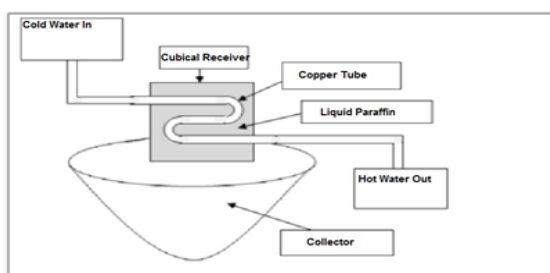 Cold Water In
Cubical Receiver
Copper Tube
Liquid Paraffin
Hot Water Out
Collector